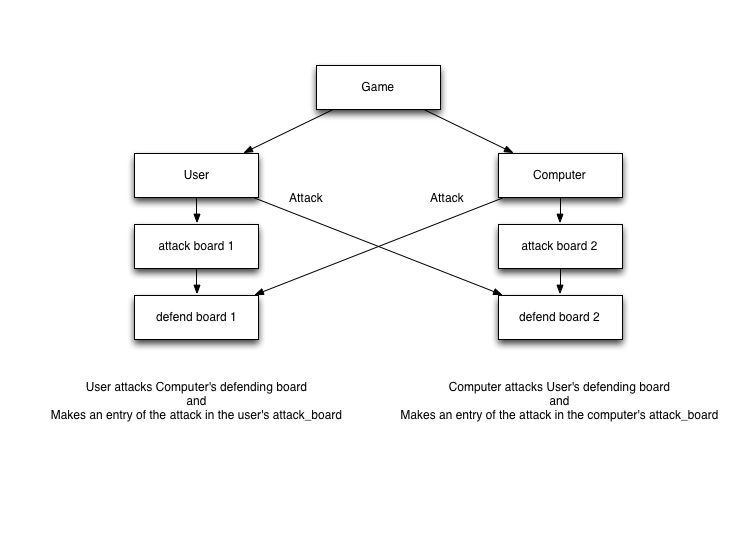 Game
User
Computer
Attack
Attack
attack board 1
attack board 2
defend board 1
defend board 2
User attacks Computer's defending board
and
Makes an entry of the attack in the user's attack_board
Computer attacks User's defending board
and
Makes an entry of the attack in the computer's attack_board